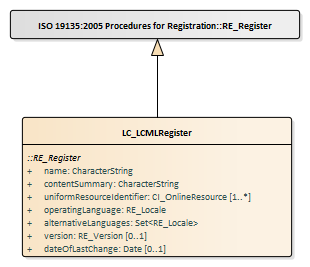 ISO 19135:2005 Procedures for Registration::RE_Register
LC_LCMLRegister
::RE_Register
+ name: CharacterString
+ contentSummary: CharacterString
+ uniformResourceIdentifier: CI_OnlineResource [1..*]
+ operatingLanguage: RE_Locale
+ alternativeLanguages: Set<RE_Locale>
+ version: RE_Version [0..1]
+ dateOfLastChange: Date [0..1]